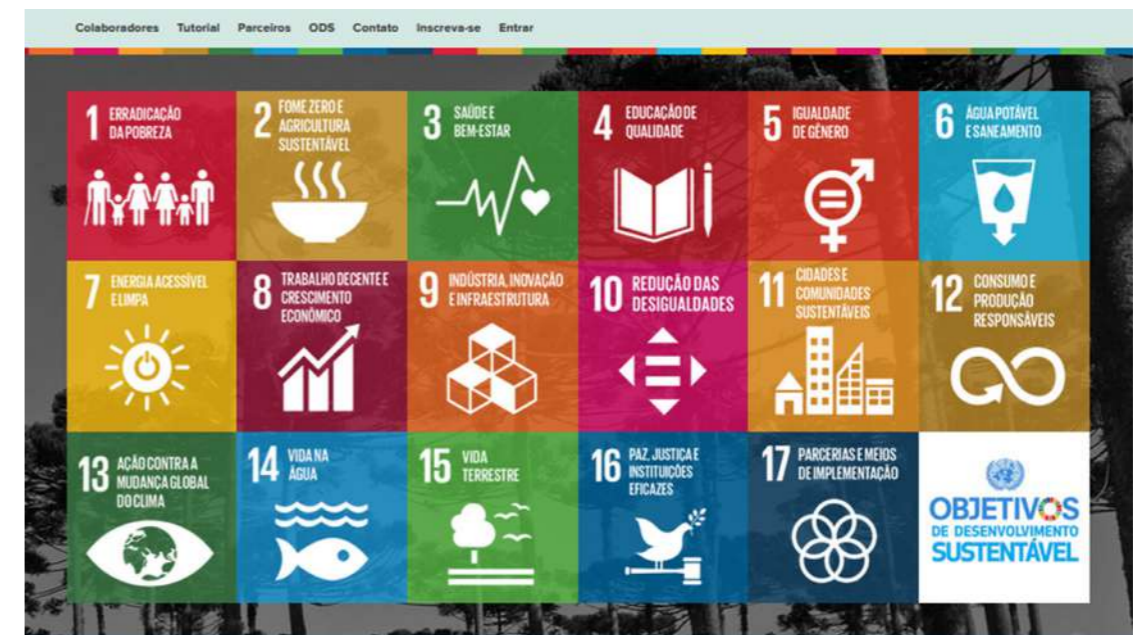 Colaboradores Tutorial Parceiros ODS Contato Inscreva-se Entrar
1 ERRADICAÇÃO
DA POBREZA
2 FOME ZERO E
AGRICULTURA
SUSTENTÁVEL
3 SAÚDE E
BEM-ESTAR
4 EDUCAÇÃO DE
QUALIDADE
5 IGUALDADE
DE GÊNERO
6 ÁGUA POTÁVEL
E SANEAMENTO
7 ENERGIA ACESSÍVEL
E LIMPA
8 TRABALHO DECENTE E
CRESCIMENTO
ECONÔMICO
9 INDÚSTRIA, INOVAÇÃO
E INFRAESTRUTURA
10 REDUÇÃO DAS
DESIGUALDADES
11 CIDADES E
COMUNIDADES
SUSTENTÁVEIS
12 CONSUMO E
PRODUÇÃO
RESPONSÁVEIS
13 AÇÃO CONTRA A
MUDANÇA GLOBAL
DO CLIMA
14 VIDA NA
ÁGUA
15 VIDA
TERRESTRE
16 PAZ, JUSTIÇA E
INSTITUIÇÕES
EFICAZES
17 PARCERIAS E MEIOS
DE IMPLEMENTAÇÃO
OBJETIVOS
DE DESENVOLVIMENTO
SUSTENTÁVEL